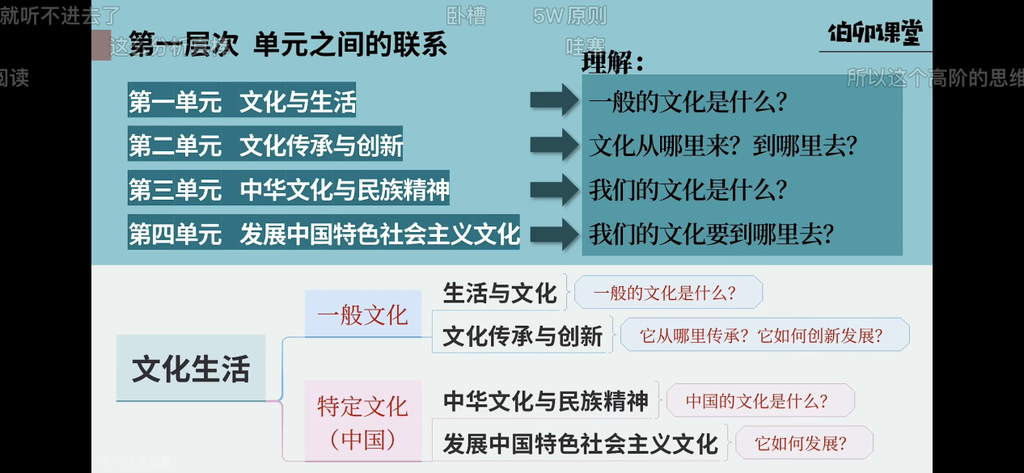 就听不进去了
卧槽
5W原则
第一层次 单元之间的联系
哇塞
伯卯课堂
阅读
所以这个高阶的思维
理解：
第一单元 文化与生活
一般的文化是什么？
第二单元 文化传承与创新
文化从哪里来？到哪里去？
第三单元 中华文化与民族精神
我们的文化是什么？
第四单元 发展中国特色社会主义文化
我们的文化要到哪里去？
文化生活
一般文化
生活与文化
一般的文化是什么？
文化传承与创新
它从哪里传承？它如何创新发展？
特定文化
（中国）
中华文化与民族精神
中国的文化是什么？
发展中国特色社会主义文化
它如何发展？